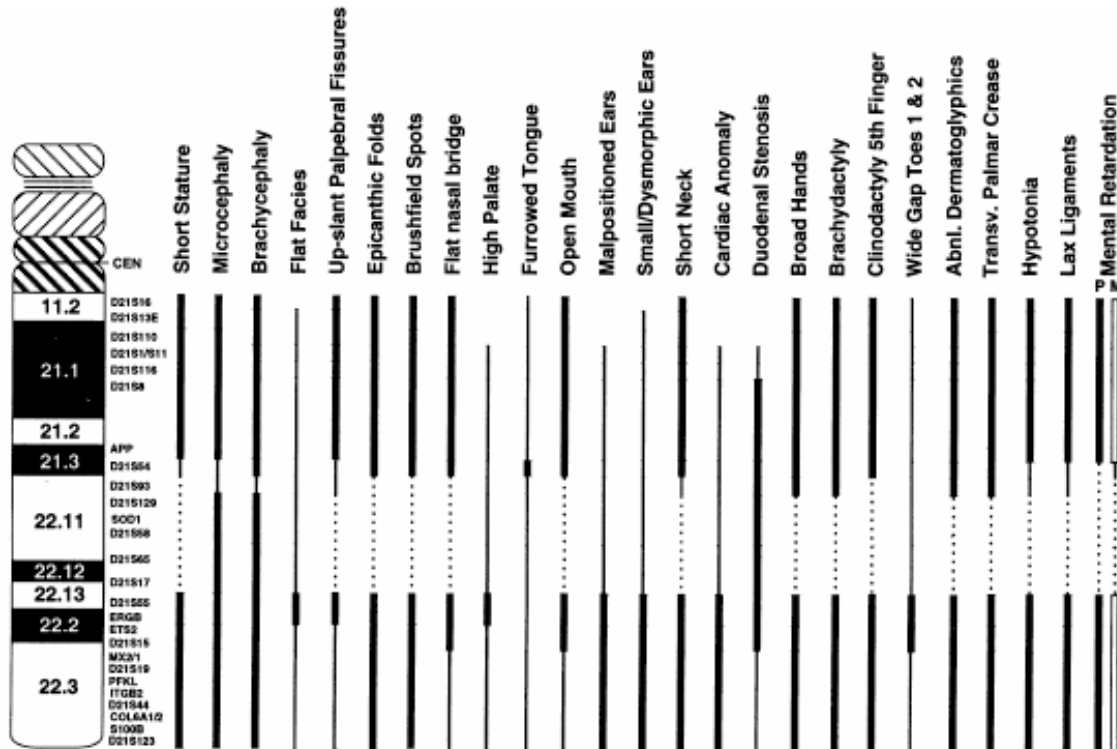 Short Stature
Microcephaly
Brachycephaly
Flat Facies
Up-slant Palpebral Fissures
Epicanthic Folds
Brushfield Spots
Flat nasal bridge
High Palate
Furrowed Tongue
Open Mouth
Malpositioned Ears
Small/Dysmorphic Ears
Short Neck
Cardiac Anomaly
Duodenal Stenosis
Broad Hands
Brachydactyly
Clinodactyly 5th Finger
Wide Gap Toes 1 & 2
Abnl. Dermatoglyphics
Transv. Palmar Crease
Hypotonia
Lax Ligaments
Mental Retardation
P M
CEN
11.2
21.1
21.2
21.3
22.11
22.12
22.13
22.2
22.3
D21S16
D21S13E
D21S110
D21S1/S11
D21S116
D21S8
APP
D21S54
D21S93
D21S129
SOD1
D21S58
D21S65
D21S17
D21S55
ERGB
ETS2
D21S15
MX2/1
D21S19
PFKL
ITGB2
D21S44
COL6A1/2
S100B
D21S123